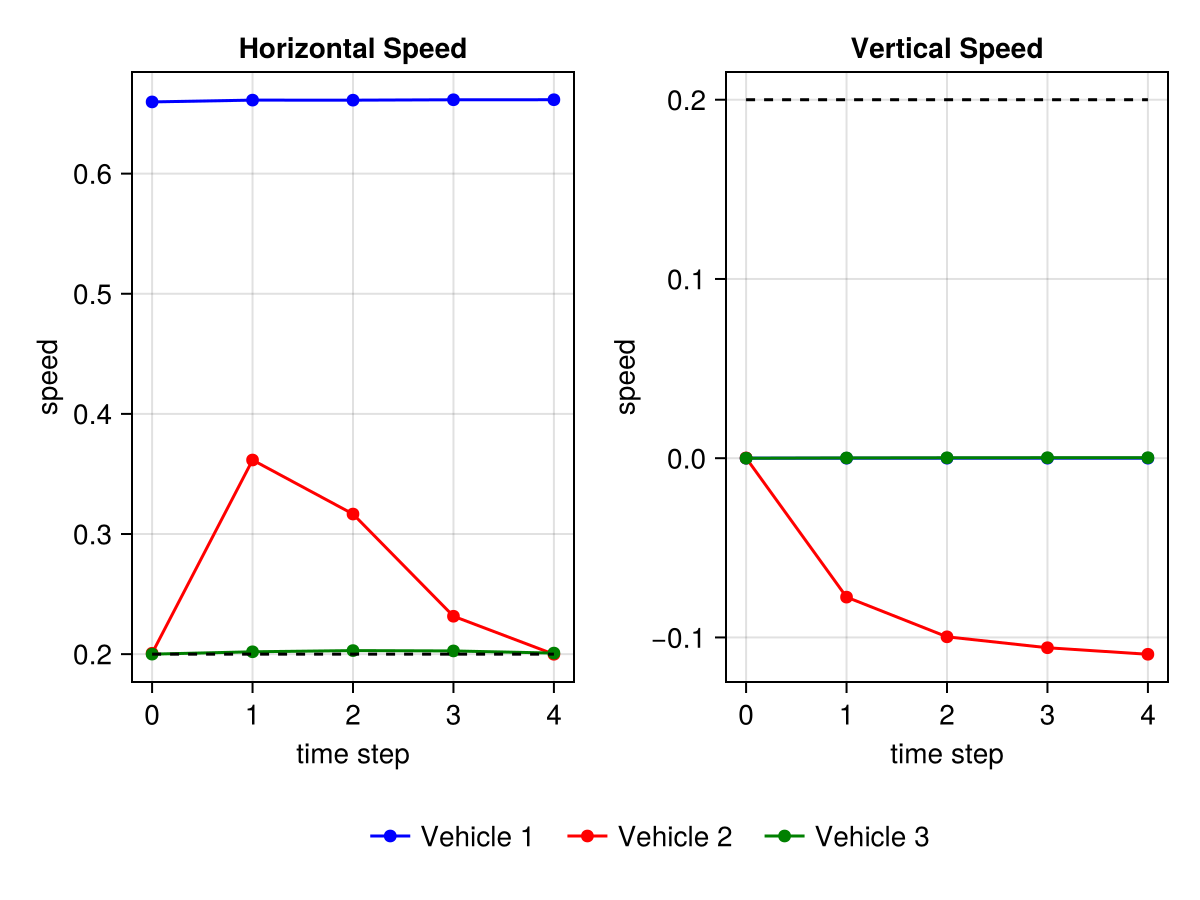 Horizontal Speed
speed
0.6
0.5
0.4
0.3
0.2
0 1 2 3 4
time step
Vertical Speed
speed
0.2
0.1
0.0
−0.1
0 1 2 3 4
time step
Vehicle 1 Vehicle 2 Vehicle 3